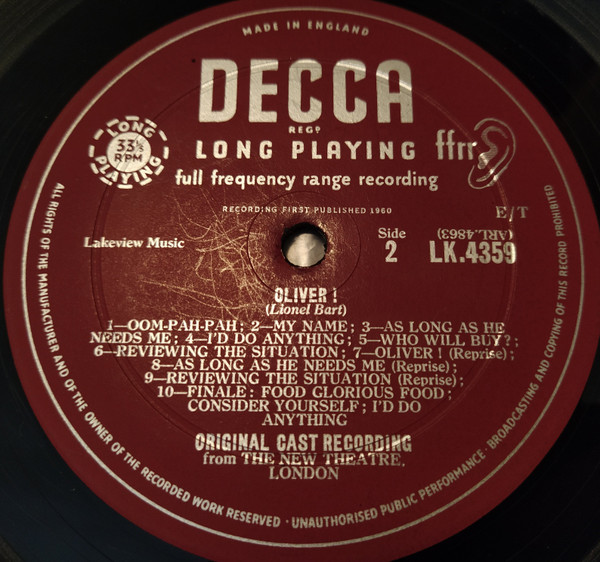 MADE IN ENGLAND
DECCA
REGD
LONG PLAYING
ffrr
LONG
33⅓
RPM
PLAYING
full frequency range recording
RECORDING FIRST PUBLISHED 1960
E/T
Lakeview Music
Side
2
(ARL.4863)
LK.4359
OLIVER !
(Lionel Bart)
1—OOM-PAH-PAH; 2—MY NAME; 3—AS LONG AS HE
NEEDS ME; 4—I'D DO ANYTHING; 5—WHO WILL BUY?;
6—REVIEWING THE SITUATION; 7—OLIVER! (Reprise);
8—AS LONG AS HE NEEDS ME (Reprise);
9—REVIEWING THE SITUATION (Reprise);
10—FINALE: FOOD GLORIOUS FOOD;
CONSIDER YOURSELF; I'D DO
ANYTHING
ORIGINAL CAST RECORDING
from THE NEW THEATRE,
LONDON
ALL RIGHTS OF THE MANUFACTURER AND OF THE OWNER OF THE RECORDED WORK RESERVED · UNAUTHORISED PUBLIC PERFORMANCE · BROADCASTING AND COPYING OF THIS RECORD PROHIBITED